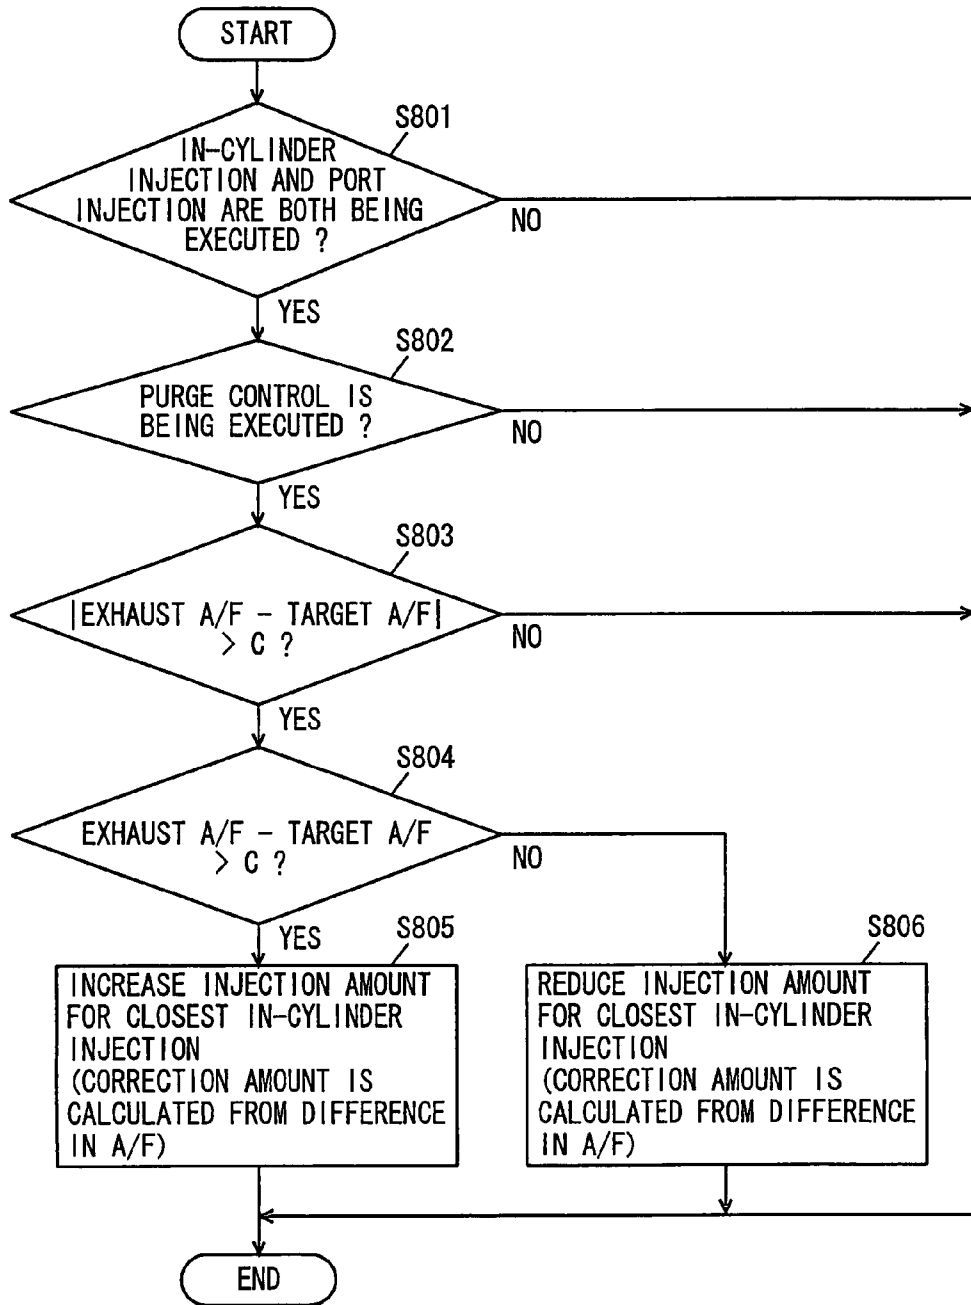 START
S801
IN-CYLINDER
INJECTION AND PORT
INJECTION ARE BOTH BEING
EXECUTED ?
NO
YES
S802
PURGE CONTROL IS
BEING EXECUTED ?
NO
YES
S803
|EXHAUST A/F - TARGET A/F|
> C ?
NO
YES
S804
EXHAUST A/F - TARGET A/F
> C ?
NO
YES
S805
INCREASE INJECTION AMOUNT
FOR CLOSEST IN-CYLINDER
INJECTION
(CORRECTION AMOUNT IS
CALCULATED FROM DIFFERENCE
IN A/F)
S806
REDUCE INJECTION AMOUNT
FOR CLOSEST IN-CYLINDER
INJECTION
(CORRECTION AMOUNT IS
CALCULATED FROM DIFFERENCE
IN A/F)
END